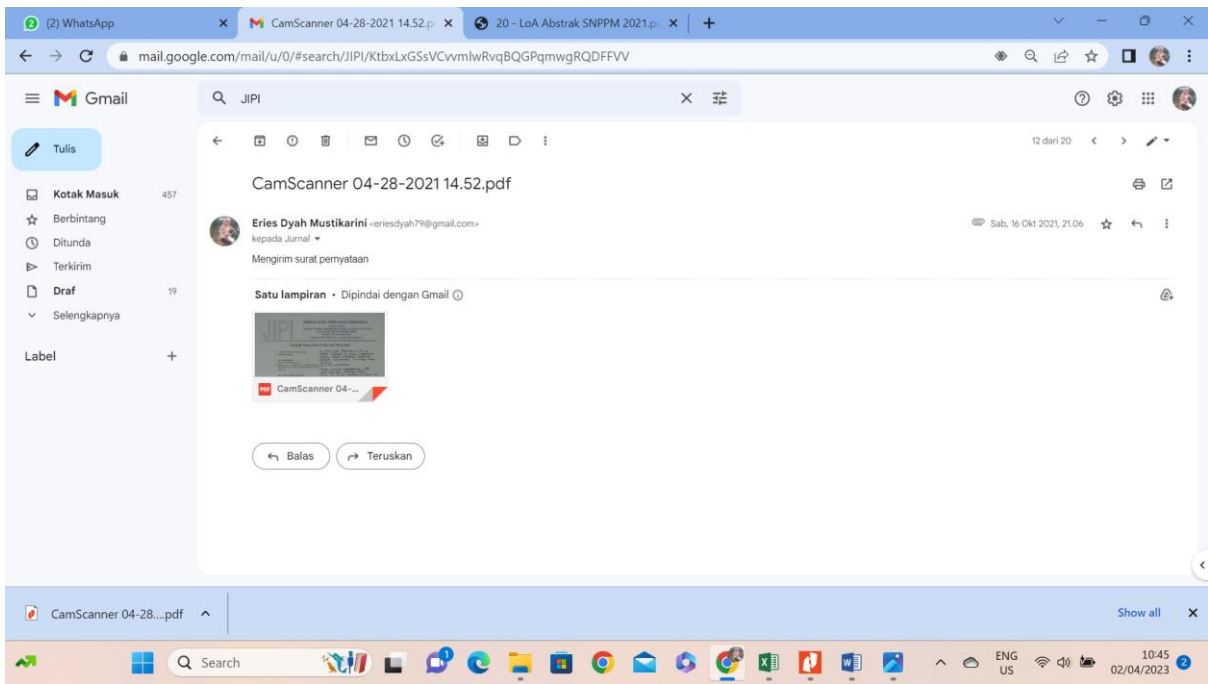 (2) WhatsApp
CamScanner 04-28-2021 14.52.p
20 - LoA Abstrak SNPPM 2021.p
mail.google.com/mail/u/0/#search/JIPI/KtbxLxGSsVCvvmlwRvqBQGPqmwgRQDFFVV
Gmail
JIPI
Tulis
12 dari 20
CamScanner 04-28-2021 14.52.pdf
Kotak Masuk 457
Berbintang
Ditunda
Terkirim
Draf 19
Selengkapnya
Label
Eries Dyah Mustikarini <eriesdyah79@gmail.com>
Sab, 16 Okt 2021, 21.06
kepada Jurnal
Mengirim surat pernyataan
Satu lampiran • Dipindai dengan Gmail
JIPI
PDF CamScanner 04-...
Balas
Teruskan
CamScanner 04-28....pdf
Show all
Search
ENG
US
10:45
02/04/2023
2